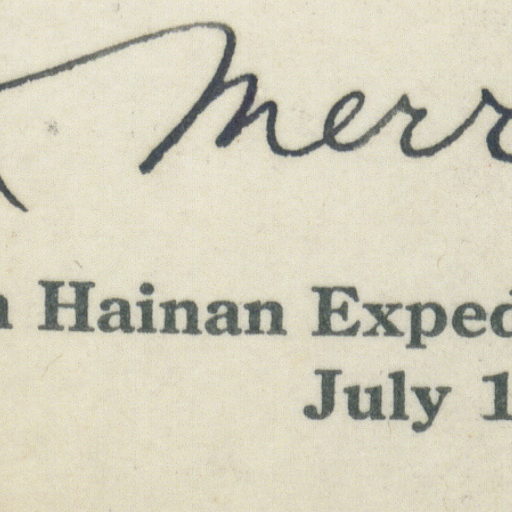 Merr
n Hainan Exped
July 1